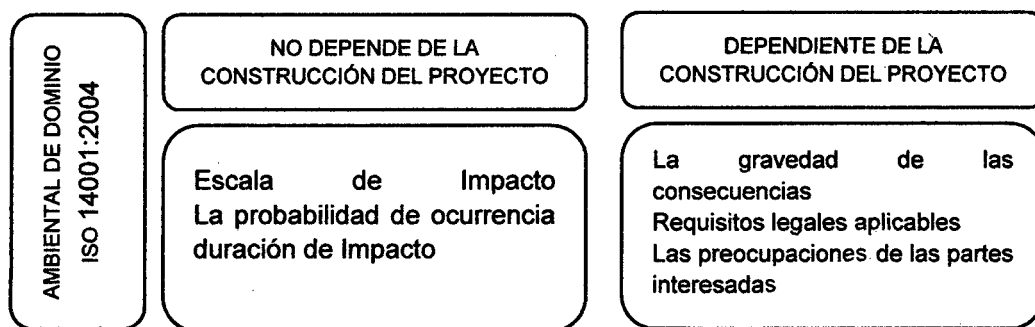 AMBIENTAL DE DOMINIO
ISO 14001:2004
NO DEPENDE DE LA
CONSTRUCCIÓN DEL PROYECTO
Escala de Impacto
La probabilidad de ocurrencia
duración de Impacto
DEPENDIENTE DE LA
CONSTRUCCIÓN DEL PROYECTO
La gravedad de las
consecuencias
Requisitos legales aplicables
Las preocupaciones de las partes
interesadas